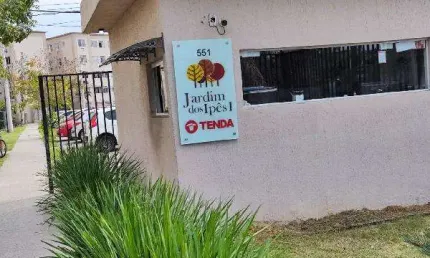 551
Jardim
dos Ipês I
TENDA